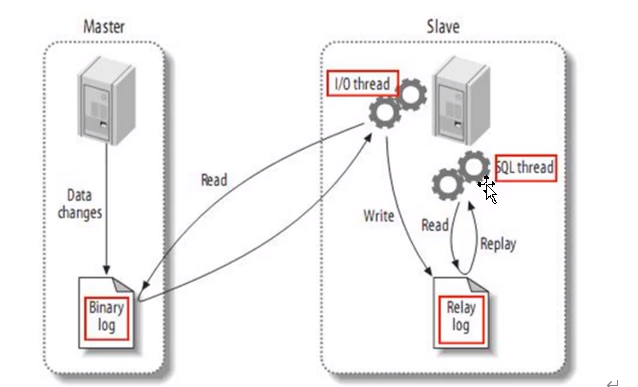 Master
Slave
I/O thread
SQL thread
Data
changes
Read
Write
Read
Replay
Binary
log
Relay
log